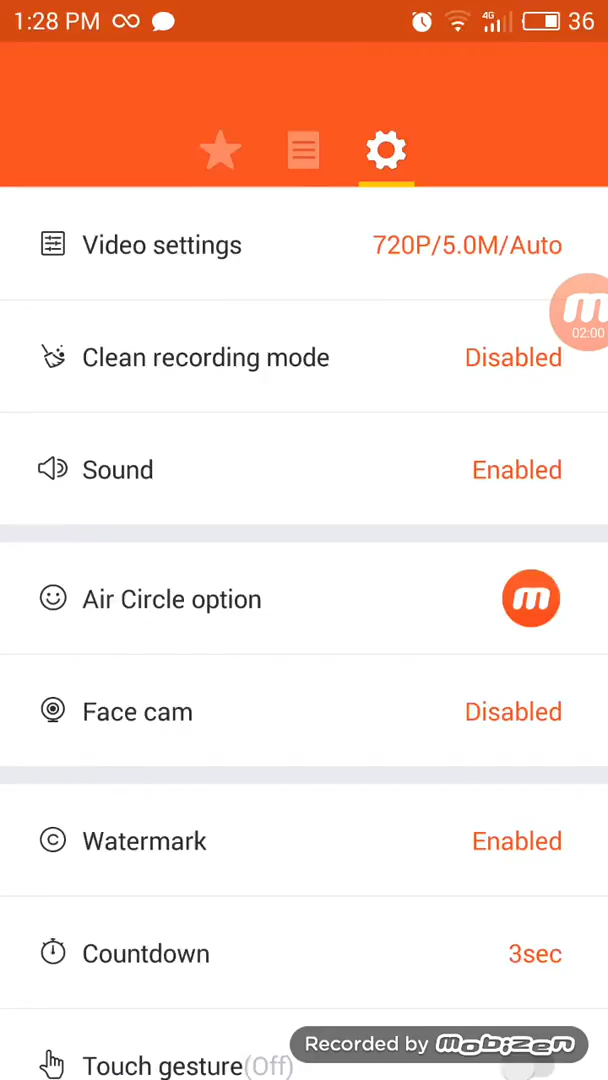 1:28 PM
4G
36
Video settings
720P/5.0M/Auto
m
02:00
Clean recording mode
Disabled
Sound
Enabled
Air Circle option
m
Face cam
Disabled
C
Watermark
Enabled
Countdown
3sec
Touch gesture(Off)
Recorded by mobizen